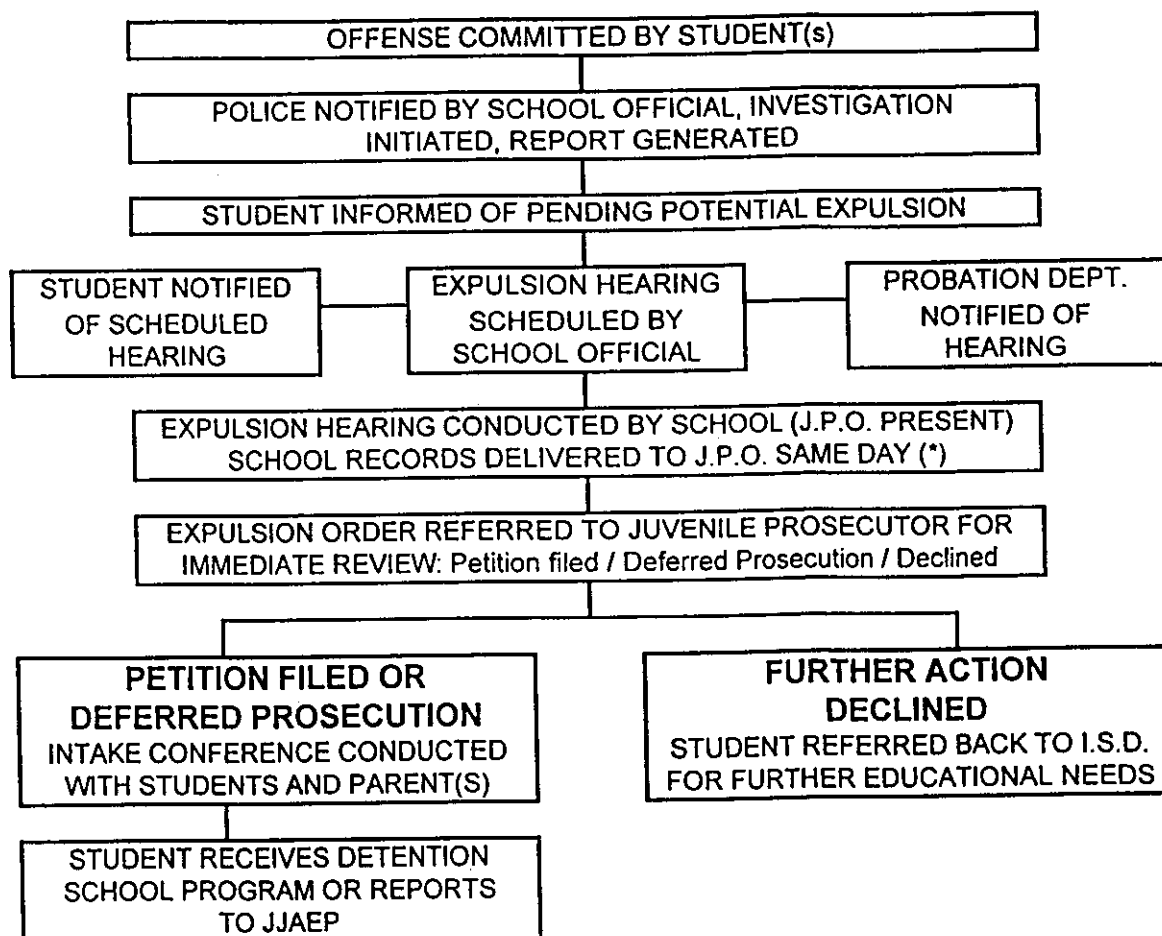 OFFENSE COMMITTED BY STUDENT(s)
POLICE NOTIFIED BY SCHOOL OFFICIAL, INVESTIGATION
INITIATED, REPORT GENERATED
STUDENT INFORMED OF PENDING POTENTIAL EXPULSION
STUDENT NOTIFIED
OF SCHEDULED
HEARING
EXPULSION HEARING
SCHEDULED BY
SCHOOL OFFICIAL
PROBATION DEPT.
NOTIFIED OF
HEARING
EXPULSION HEARING CONDUCTED BY SCHOOL (J.P.O. PRESENT)
SCHOOL RECORDS DELIVERED TO J.P.O. SAME DAY (*)
EXPULSION ORDER REFERRED TO JUVENILE PROSECUTOR FOR
IMMEDIATE REVIEW: Petition filed / Deferred Prosecution / Declined
PETITION FILED OR
DEFERRED PROSECUTION
INTAKE CONFERENCE CONDUCTED
WITH STUDENTS AND PARENT(S)
FURTHER ACTION
DECLINED
STUDENT REFERRED BACK TO I.S.D.
FOR FURTHER EDUCATIONAL NEEDS
STUDENT RECEIVES DETENTION
SCHOOL PROGRAM OR REPORTS
TO JJAEP